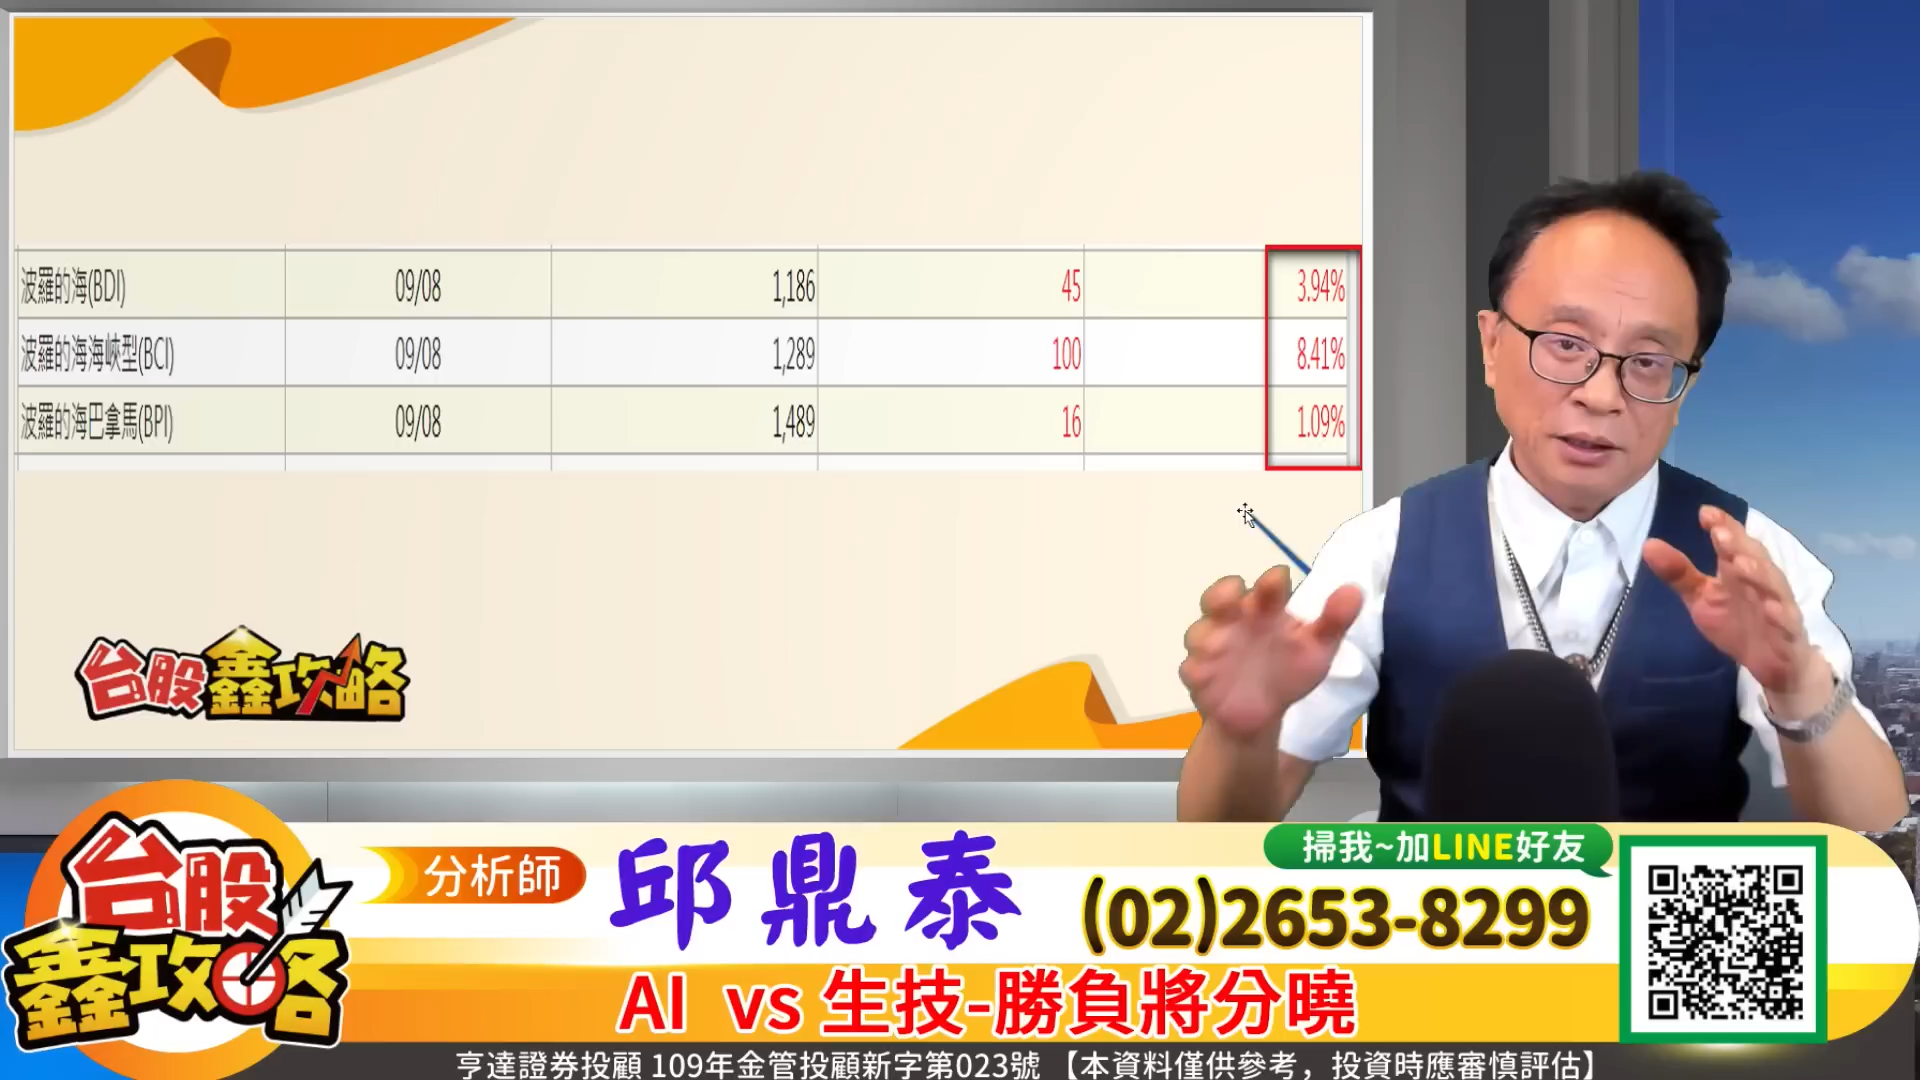 波羅的海(BDI) 09/08 1,186 45 3.94%
波羅的海海峽型(BCI) 09/08 1,289 100 8.41%
波羅的海巴拿馬(BPI) 09/08 1,489 16 1.09%
台股鑫攻略
台股
鑫攻略
分析師
邱鼎泰
掃我~加LINE好友
(02)2653-8299
AI vs 生技-勝負將分曉
亨達證券投顧 109年金管投顧新字第023號 【本資料僅供參考，投資時應審慎評估】